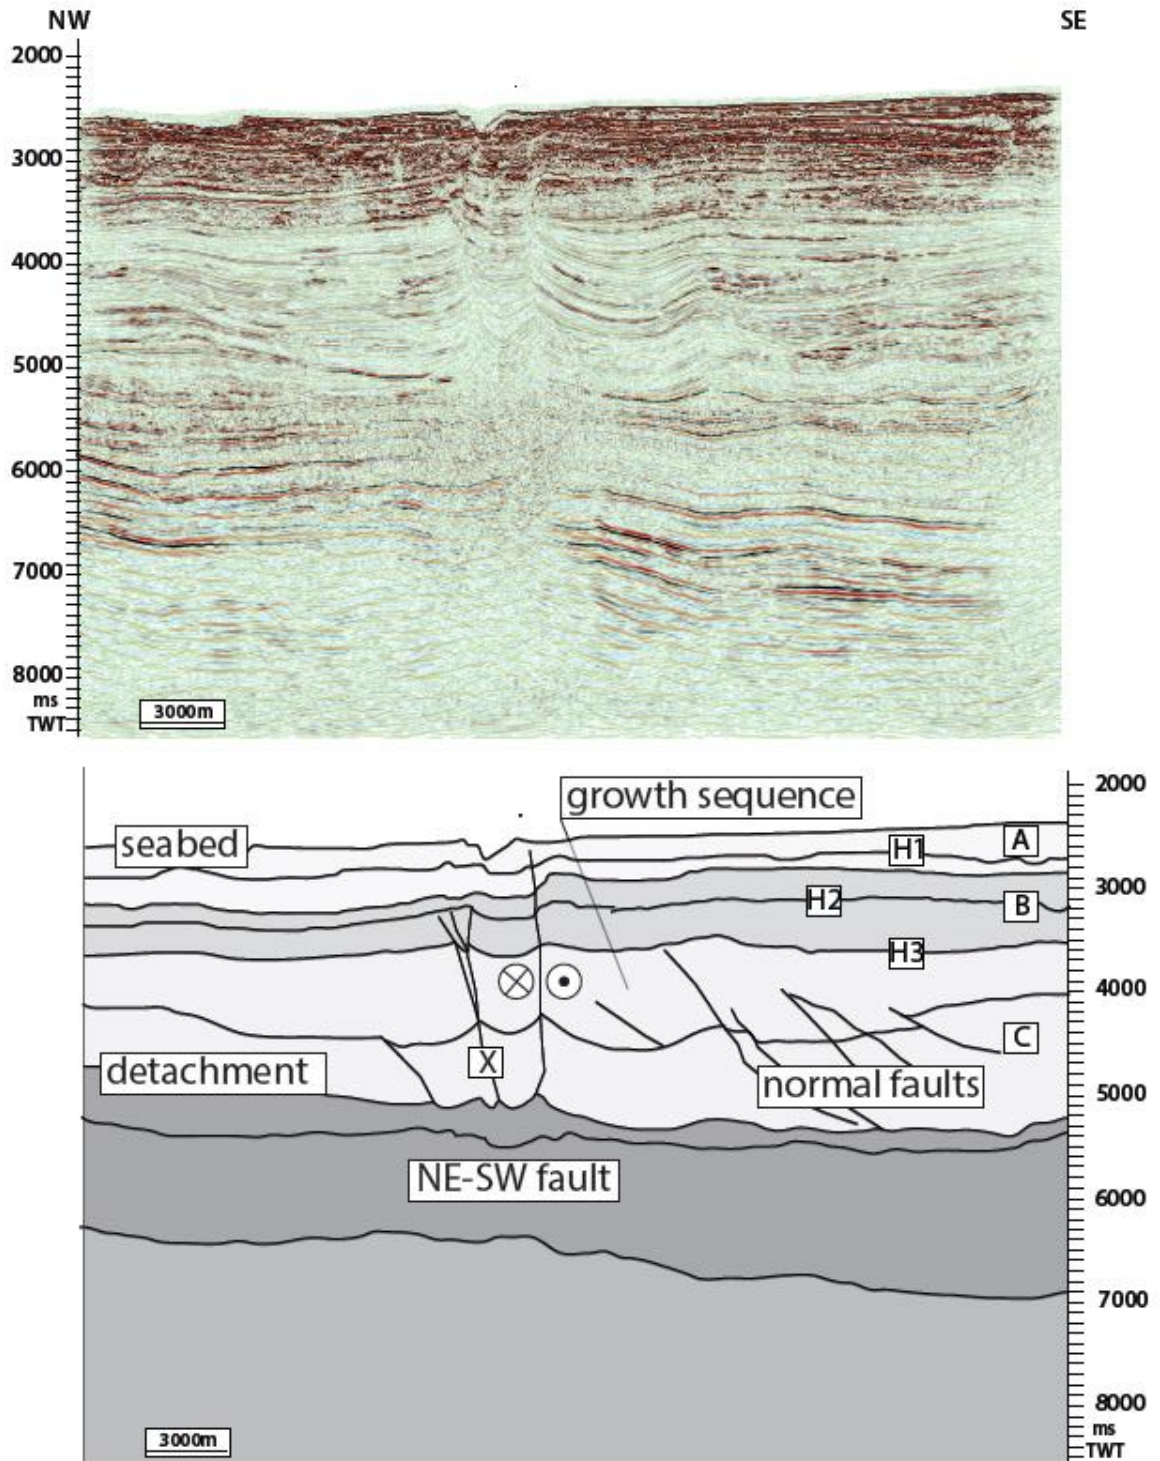 NW SE
2000
3000
4000
5000
6000
7000
8000
ms
TWT
3000m
growth sequence
seabed
H1
A
H2
B
H3
X
C
detachment
normal faults
NE-SW fault
2000
3000
4000
5000
6000
7000
8000
ms
TWT
3000m